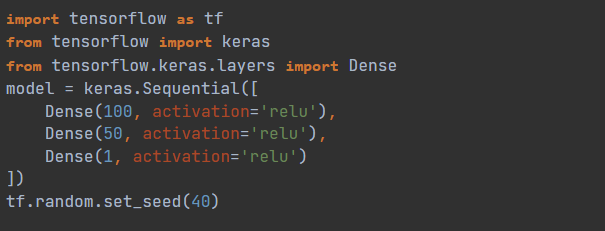 import tensorflow as tf
from tensorflow import keras
from tensorflow.keras.layers import Dense
model = keras.Sequential([
    Dense(100, activation='relu'),
    Dense(50, activation='relu'),
    Dense(1, activation='relu')
])
tf.random.set_seed(40)